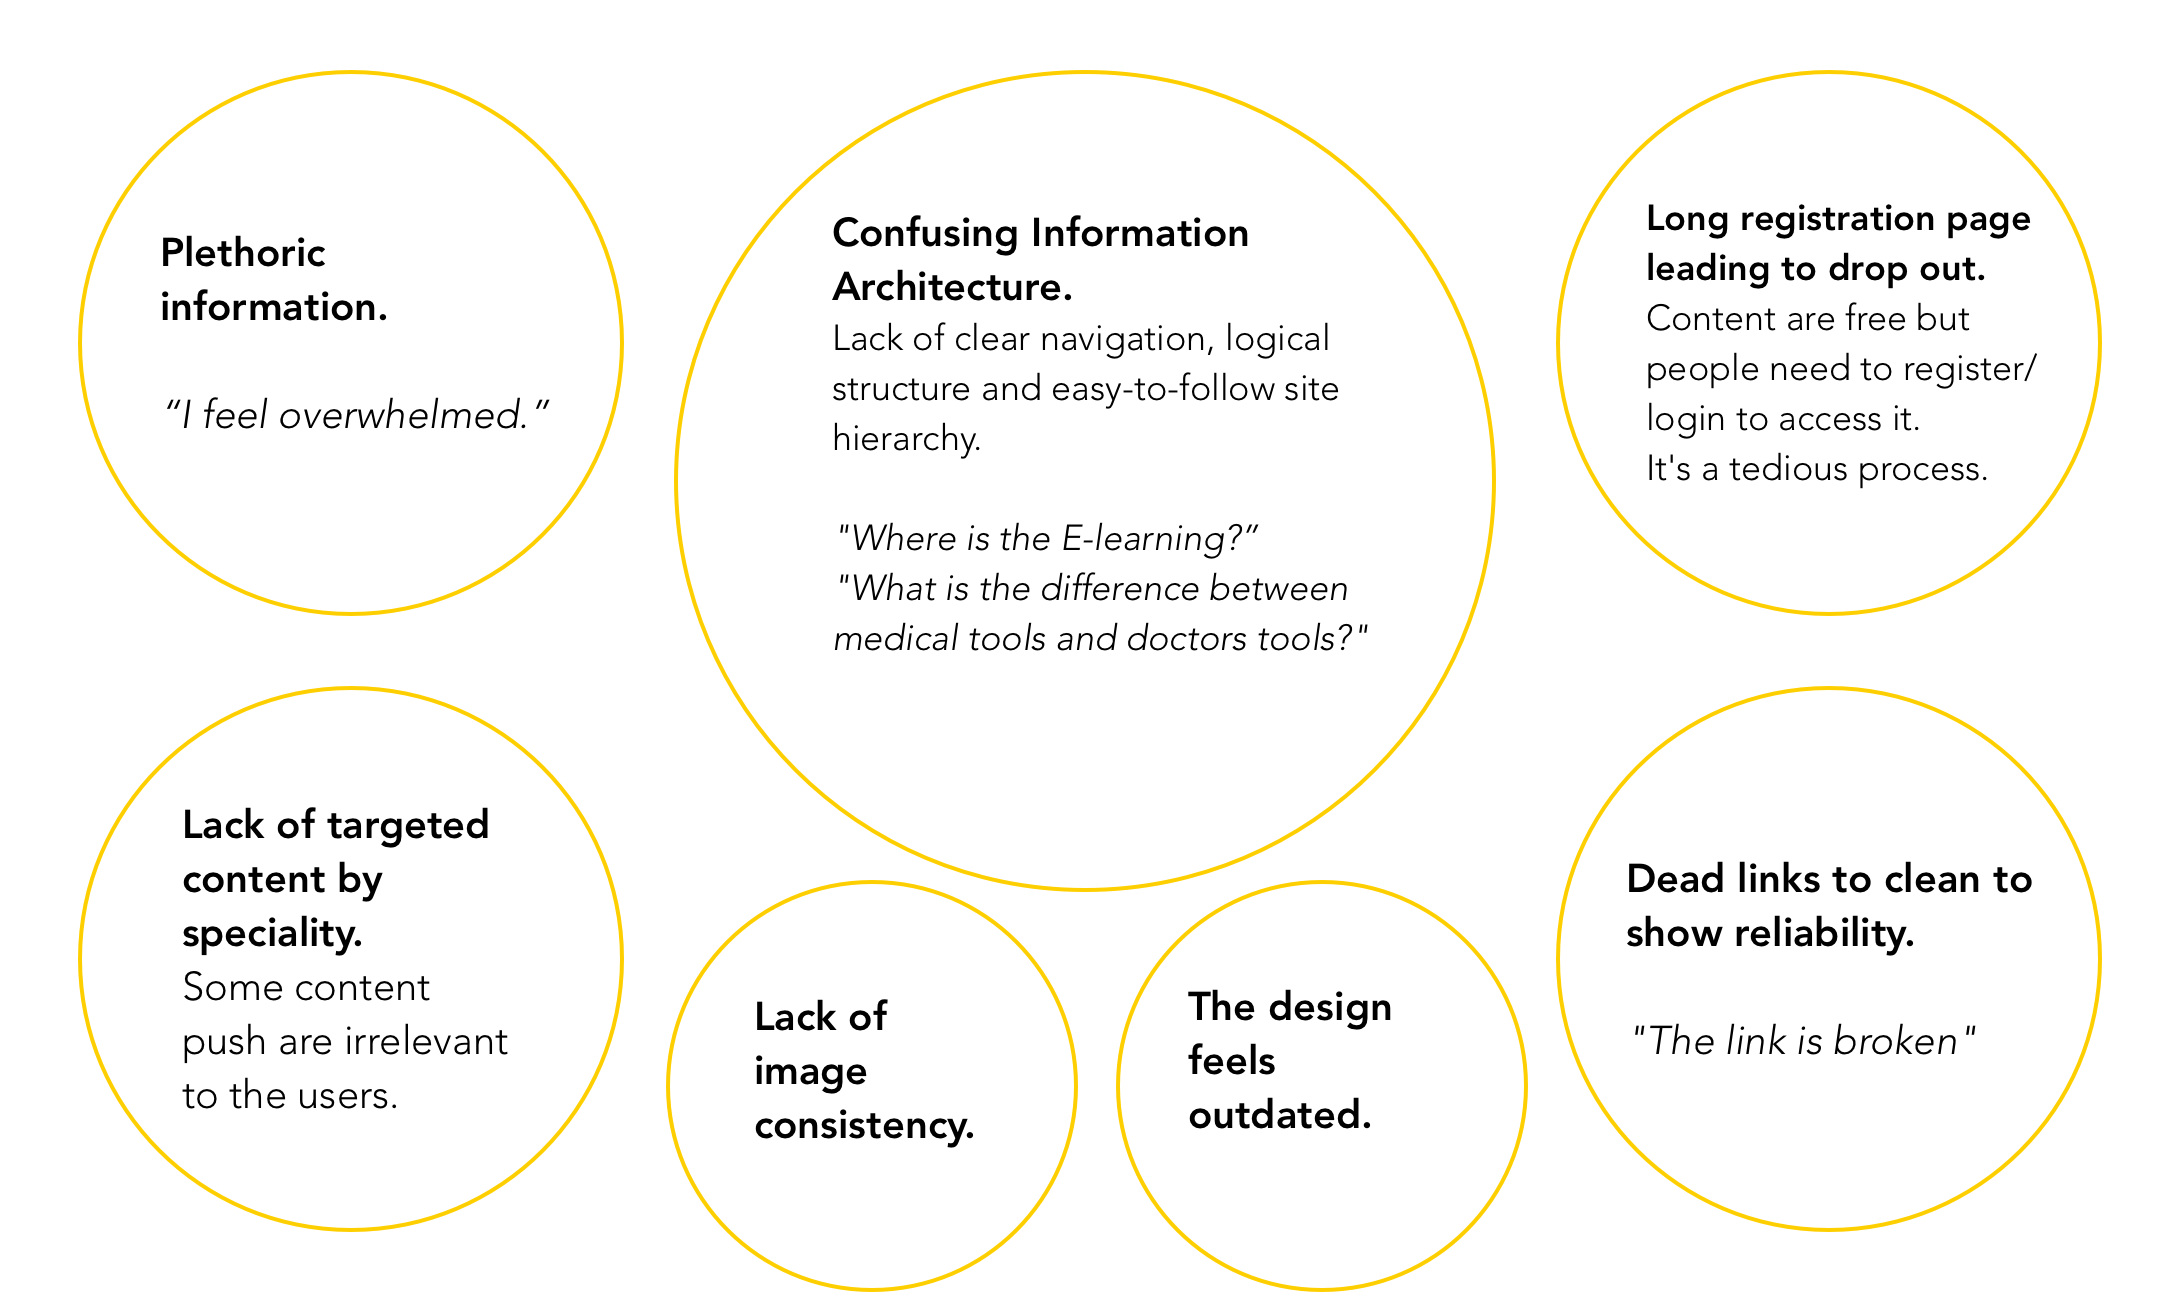 Plethoric
information.
“I feel overwhelmed.”
Confusing Information
Architecture.
Lack of clear navigation, logical
structure and easy-to-follow site
hierarchy.
"Where is the E-learning?”
"What is the difference between
medical tools and doctors tools?"
Long registration page
leading to drop out.
Content are free but
people need to register/
login to access it.
It's a tedious process.
Lack of targeted
content by
speciality.
Some content
push are irrelevant
to the users.
Lack of
image
consistency.
The design
feels
outdated.
Dead links to clean to
show reliability.
"The link is broken"